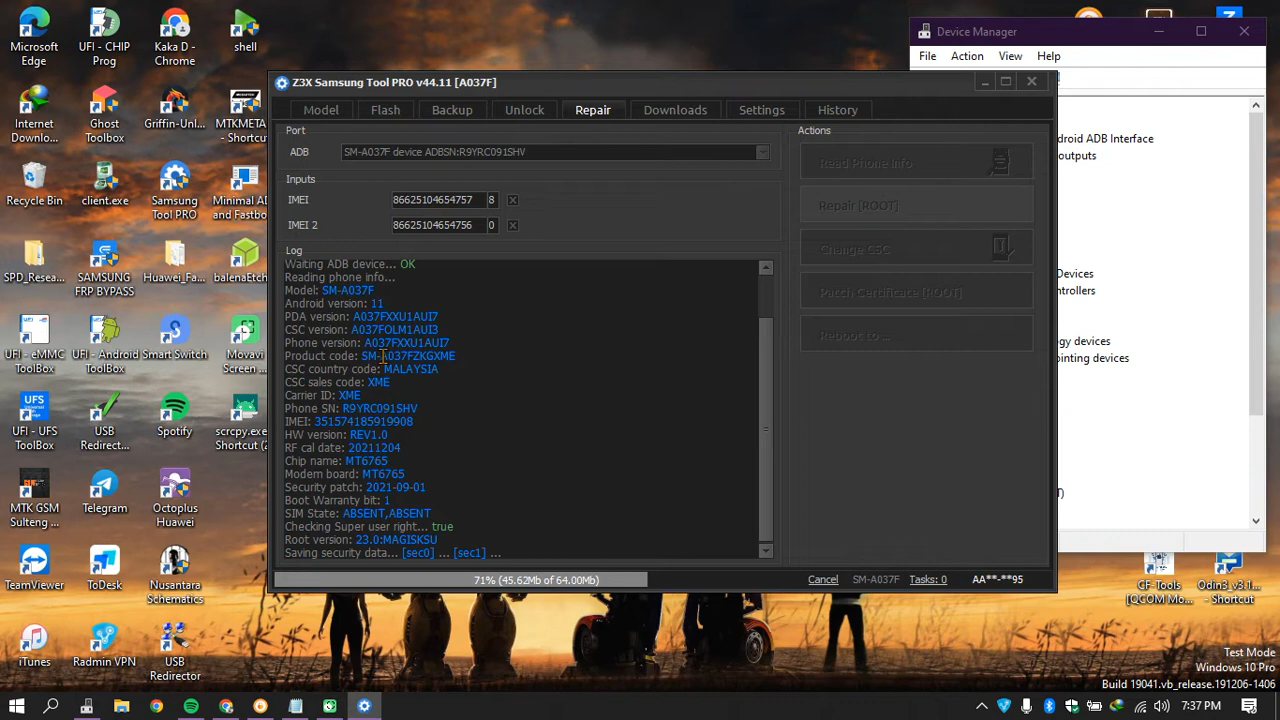 Microsoft
Edge
UFI - CHIP
Prog
Kaka D -
Chrome
shell
Internet
Downlo...
Ghost
Toolbox
Griffin-Unl...
MTKMETA
- Shortcut
Recycle Bin
client.exe
Samsung
Tool PRO
Minimal AD
and Fastbo
SPD_Resea...
SAMSUNG
FRP BYPASS
Huawei_Fa...
balenaEtch
UFI - eMMC
ToolBox
UFI - Android
ToolBox
Smart Switch
Movavi
Screen ...
UFI - UFS
ToolBox
USB
Redirect...
Spotify
scrcpy.exe
Shortcut (2
MTK GSM
Sulteng ...
Telegram
Octoplus
Huawei
TeamViewer
ToDesk
Nusantara
Schematics
iTunes
Radmin VPN
USB
Redirector
Device Manager
File Action View Help
droid ADB Interface
outputs
Devices
ntrollers
gy devices
pointing devices
T)
Z3X Samsung Tool PRO v44.11 [A037F]
Model Flash Backup Unlock Repair Downloads Settings History
Port
ADB SM-A037F device ADBSN:R9YRC091SHV
Inputs
IMEI 86625104654757 8 x
IMEI 2 86625104654756 0 x
Log
Waiting ADB device... OK
Reading phone info...
Model: SM-A037F
Android version: 11
PDA version: A037FXXU1AUI7
CSC version: A037FOLM1AUI3
Phone version: A037FXXU1AUI7
Product code: SM-A037FZKGXME
CSC country code: MALAYSIA
CSC sales code: XME
Carrier ID: XME
Phone SN: R9YRC091SHV
IMEI: 351574185919908
HW version: REV1.0
RF cal date: 20211204
Chip name: MT6765
Modem board: MT6765
Security patch: 2021-09-01
Boot Warranty bit: 1
SIM State: ABSENT,ABSENT
Checking Super user right... true
Root version: 23.0:MAGISKSU
Saving security data... [sec0] ... [sec1] ...
Actions
Read Phone Info
Repair [ROOT]
Change CSC
Patch Certificate [ROOT]
Reboot to ...
71% (45.62Mb of 64.00Mb)
Cancel SM-A037F Tasks: 0 AA**-**95
CF-Tools
[QCOM Mo...
Odin3_v3.1...
- Shortcut
Test Mode
Windows 10 Pro
Build 19041.vb_release.191206-1406
7:37 PM